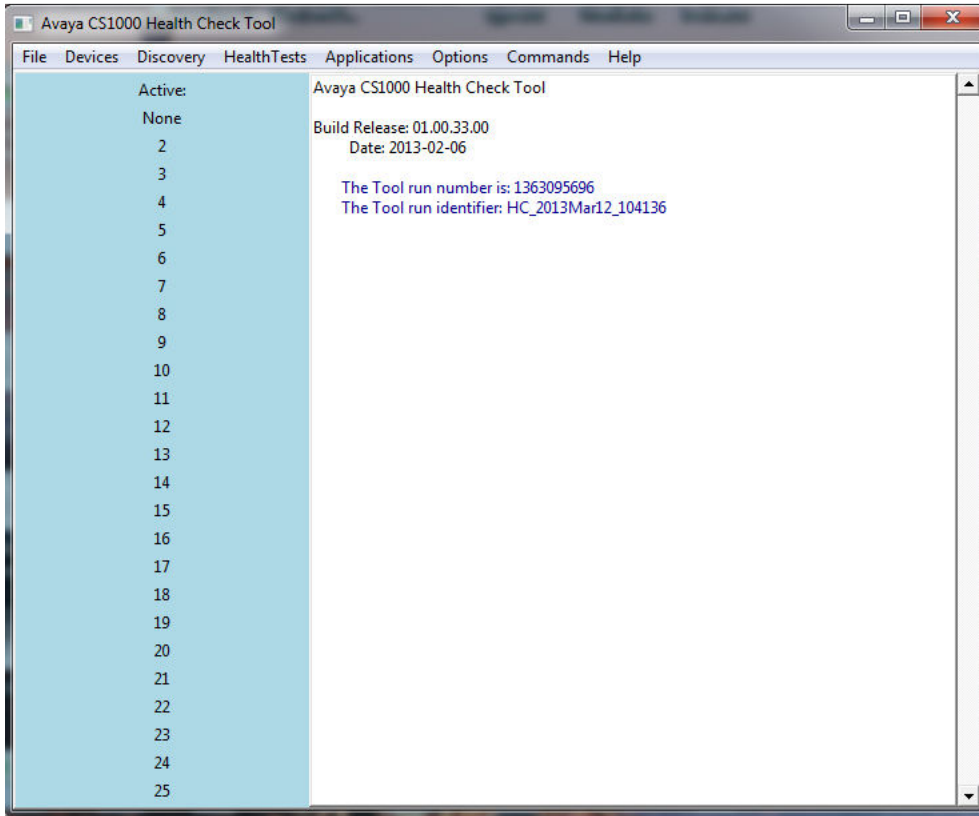 Avaya CS1000 Health Check Tool
File Devices Discovery HealthTests Applications Options Commands Help
Active:
None
2
3
4
5
6
7
8
9
10
11
12
13
14
15
16
17
18
19
20
21
22
23
24
25
Avaya CS1000 Health Check Tool
Build Release: 01.00.33.00
Date: 2013-02-06
The Tool run number is: 1363095696
The Tool run identifier: HC_2013Mar12_104136